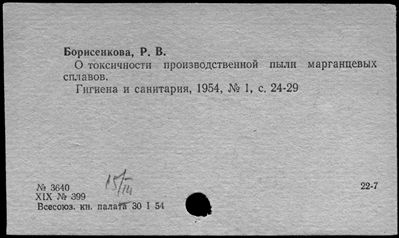 Борисенкова, Р. В.
О токсичности производственной пыли марганцевых
сплавов.
Гигиена и санитария, 1954, № 1, с. 24-29
№ 3640
XIX № 399
Всесоюз. кн. палата 30 I 54
22-7